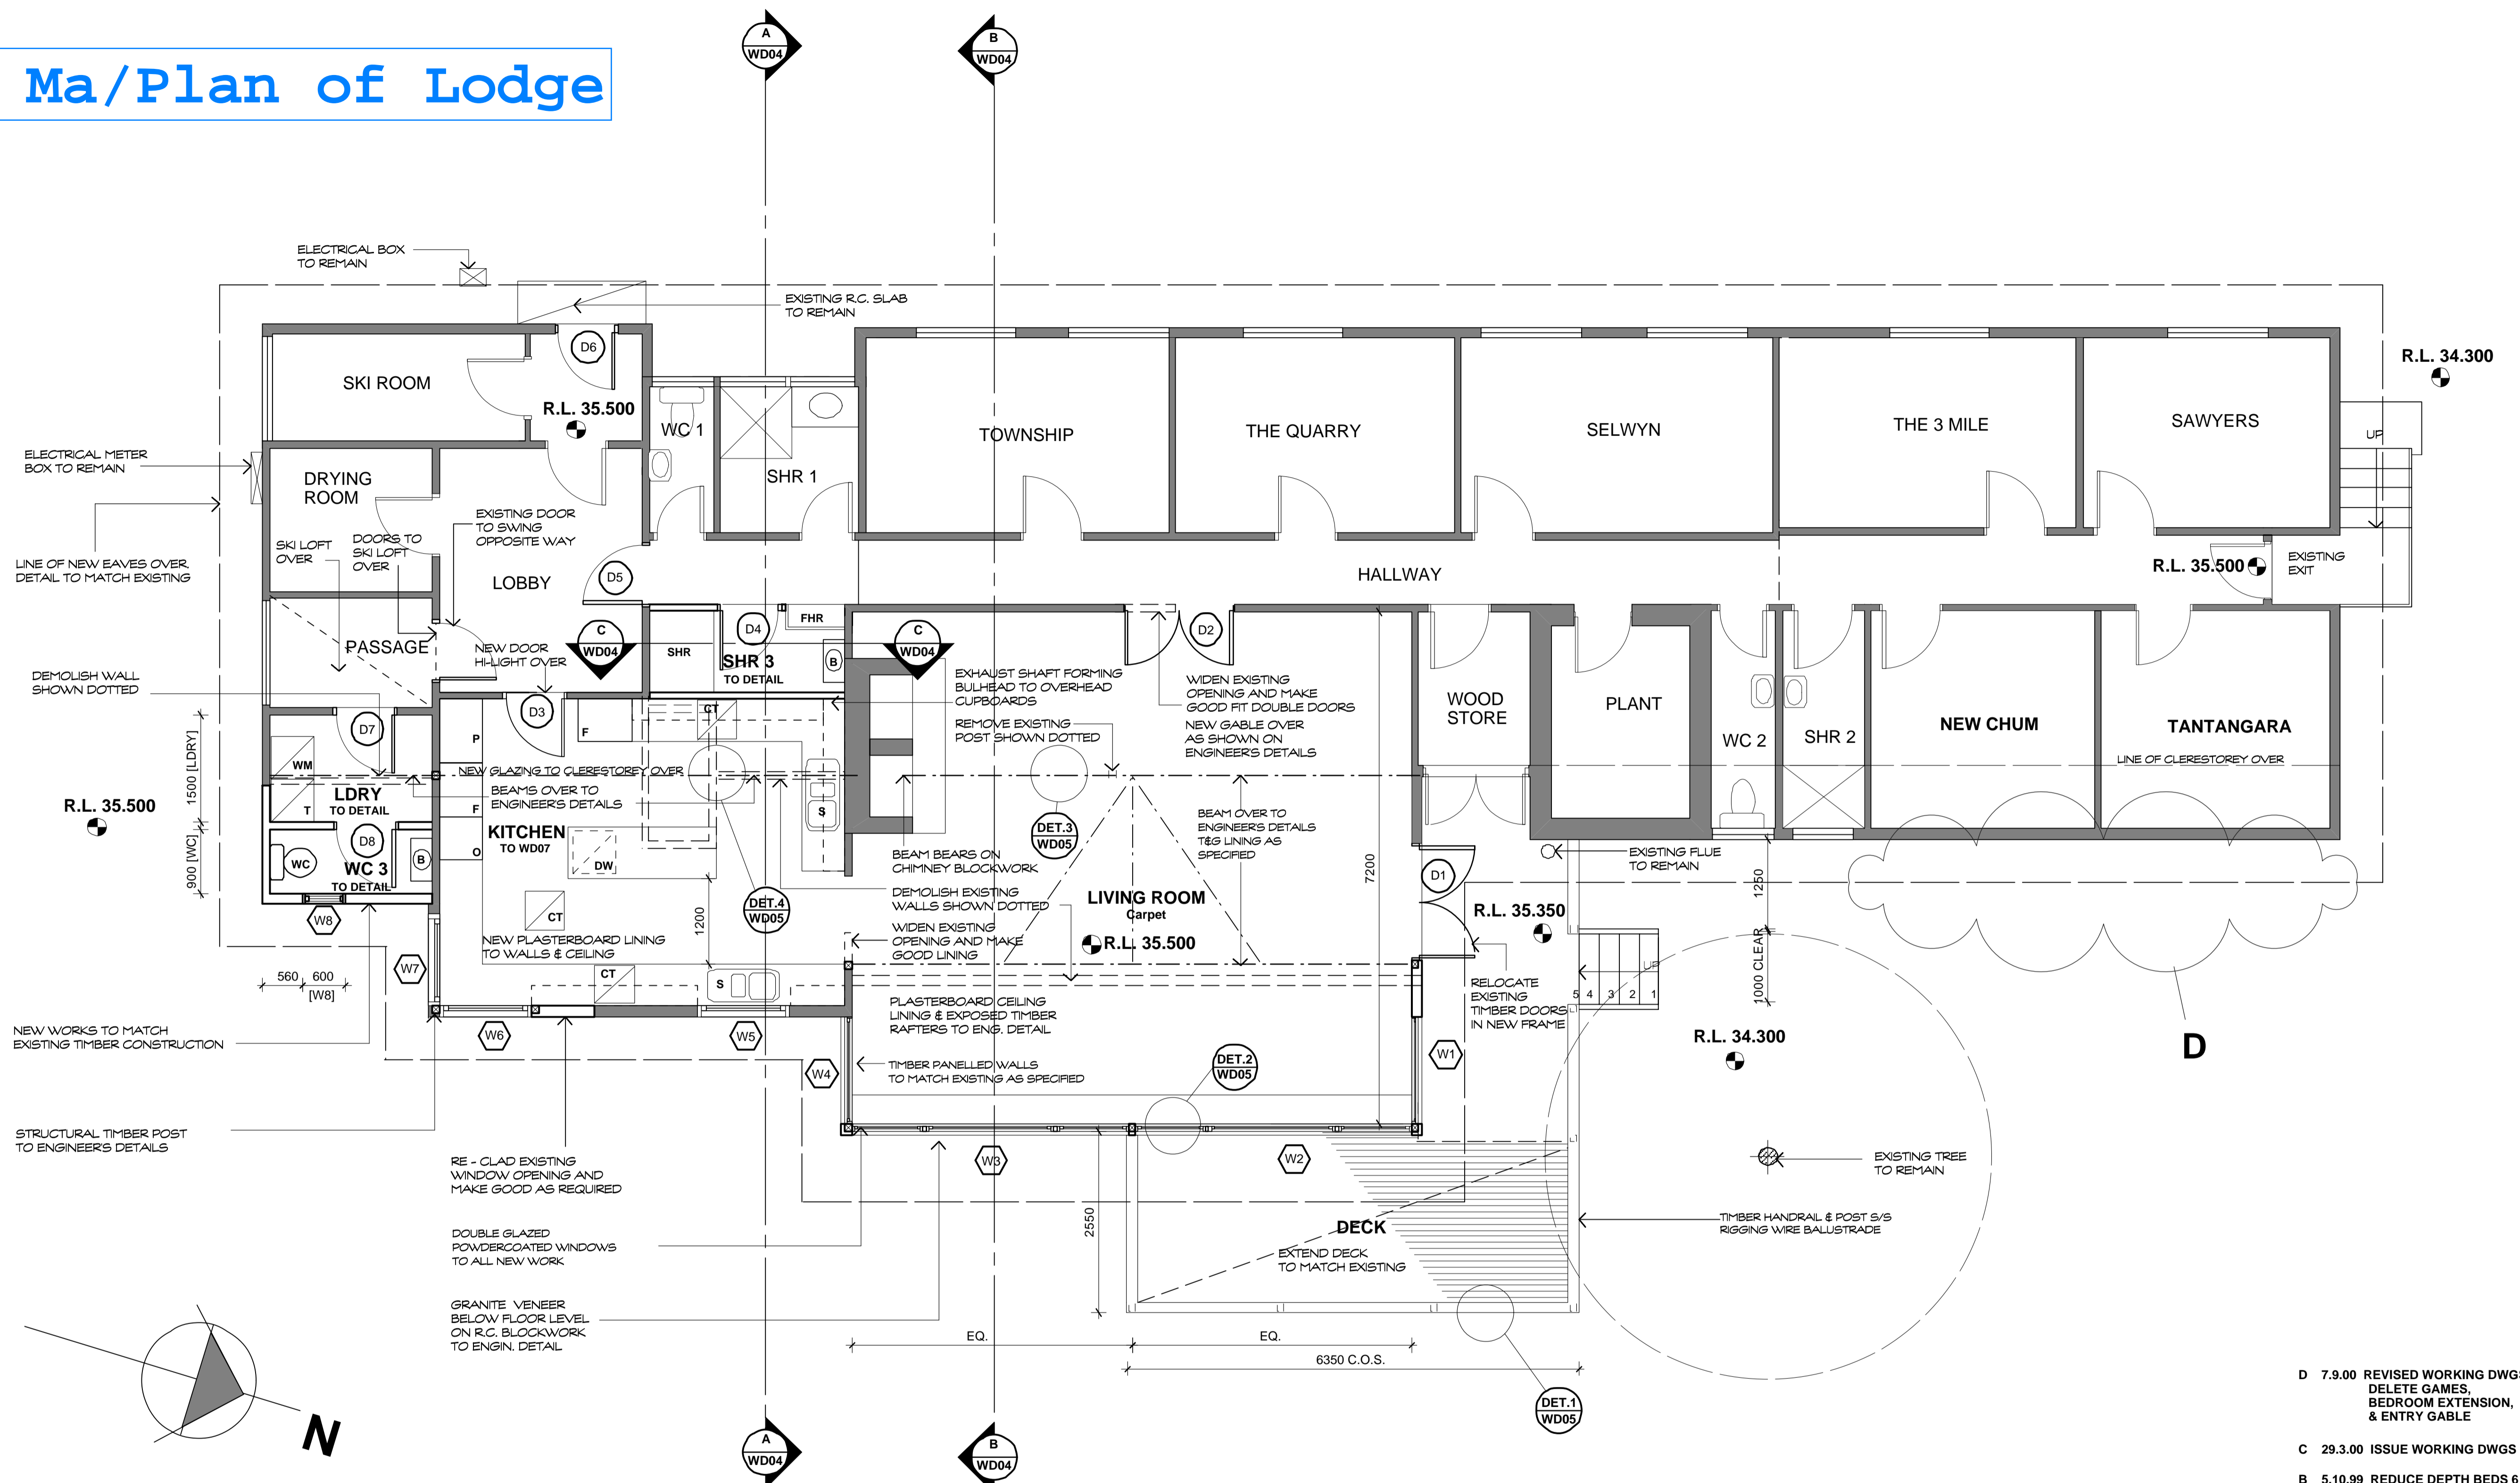 Ma/Plan of Lodge
A
WD04
B
WD04
ELECTRICAL BOX
TO REMAIN
EXISTING R.C. SLAB
TO REMAIN
SKI ROOM
D6
R.L. 35.500
WC 1
SHR 1
TOWNSHIP
THE QUARRY
SELWYN
THE 3 MILE
SAWYERS
R.L. 34.300
UP
ELECTRICAL METER
BOX TO REMAIN
DRYING
ROOM
EXISTING DOOR
TO SWING
OPPOSITE WAY
SKI LOFT
OVER
DOORS TO
SKI LOFT
OVER
LINE OF NEW EAVES OVER
DETAIL TO MATCH EXISTING
LOBBY
D5
HALLWAY
R.L. 35.500
EXISTING
EXIT
PASSAGE
NEW DOOR
HI-LIGHT OVER
C
WD04
SHR
D4
FHR
SHR 3
TO DETAIL
B
C
WD04
D2
DEMOLISH WALL
SHOWN DOTTED
EXHAUST SHAFT FORMING
BULHEAD TO OVERHEAD
CUPBOARDS
REMOVE EXISTING
POST SHOWN DOTTED
WIDEN EXISTING
OPENING AND MAKE
GOOD FIT DOUBLE DOORS
NEW GABLE OVER
AS SHOWN ON
ENGINEER'S DETAILS
WOOD
STORE
PLANT
WC 2
SHR 2
NEW CHUM
TANTANGARA
LINE OF CLERESTOREY OVER
1500 [LDRY]
D7
P
D3
F
CT
WM
T
LDRY
TO DETAIL
NEW GLAZING TO CLERESTOREY OVER
BEAMS OVER TO
ENGINEER'S DETAILS
R.L. 35.500
F
O
KITCHEN
TO WD07
S
DW
900 [WC]
WC
D8
B
WC 3
TO DETAIL
DET.3
WD05
BEAM OVER TO
ENGINEER'S DETAILS
T&G LINING AS
SPECIFIED
BEAM BEARS ON
CHIMNEY BLOCKWORK
DEMOLISH EXISTING
WALLS SHOWN DOTTED
LIVING ROOM
Carpet
R.L. 35.500
7200
D1
EXISTING FLUE
TO REMAIN
1250
W8
CT
1200
DET.4
WD05
WIDEN EXISTING
OPENING AND MAKE
GOOD LINING
R.L. 35.350
NEW PLASTERBOARD LINING
TO WALLS & CEILING
W7
CT
S
560
600
[W8]
UP
5 4 3 2 1
1000 CLEAR
RELOCATE
EXISTING
TIMBER DOORS
IN NEW FRAME
PLASTERBOARD CEILING
LINING & EXPOSED TIMBER
RAFTERS TO ENG. DETAIL
NEW WORKS TO MATCH
EXISTING TIMBER CONSTRUCTION
W6
W5
W4
W1
TIMBER PANELLED WALLS
TO MATCH EXISTING AS SPECIFIED
DET.2
WD05
R.L. 34.300
D
STRUCTURAL TIMBER POST
TO ENGINEER'S DETAILS
RE - CLAD EXISTING
WINDOW OPENING AND
MAKE GOOD AS REQUIRED
W3
W2
EXISTING TREE
TO REMAIN
2550
DECK
EXTEND DECK
TO MATCH EXISTING
TIMBER HANDRAIL & POST S/S
RIGGING WIRE BALUSTRADE
DOUBLE GLAZED
POWDERCOATED WINDOWS
TO ALL NEW WORK
GRANITE VENEER
BELOW FLOOR LEVEL
ON R.C. BLOCKWORK
TO ENGIN. DETAIL
EQ.
EQ.
6350 C.O.S.
DET.1
WD05
N
A
WD04
B
WD04
D 7.9.00 REVISED WORKING DWG
DELETE GAMES,
BEDROOM EXTENSION,
& ENTRY GABLE
C 29.3.00 ISSUE WORKING DWGS
B 5.10.99 REDUCE DEPTH BEDS 6